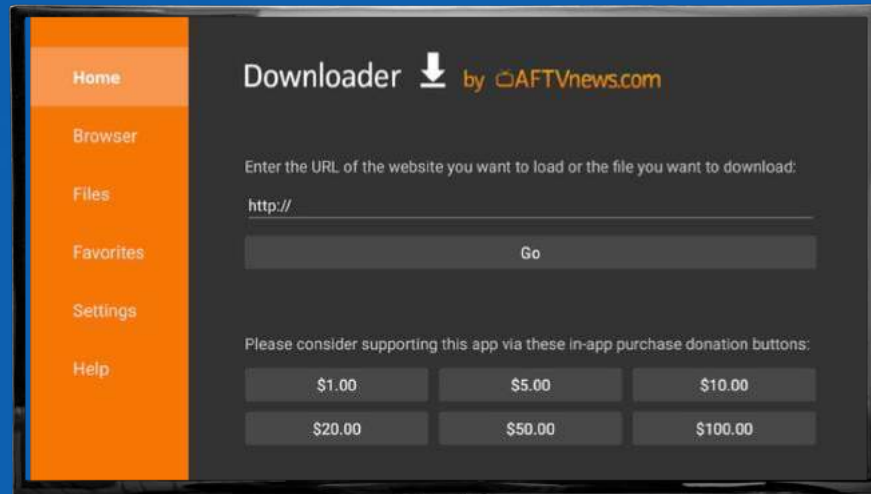 Home
Browser
Files
Favorites
Settings
Help
Downloader by AFTVnews.com
Enter the URL of the website you want to load or the file you want to download:
http://
Go
Please consider supporting this app via these in-app purchase donation buttons:
$1.00 $5.00 $10.00
$20.00 $50.00 $100.00